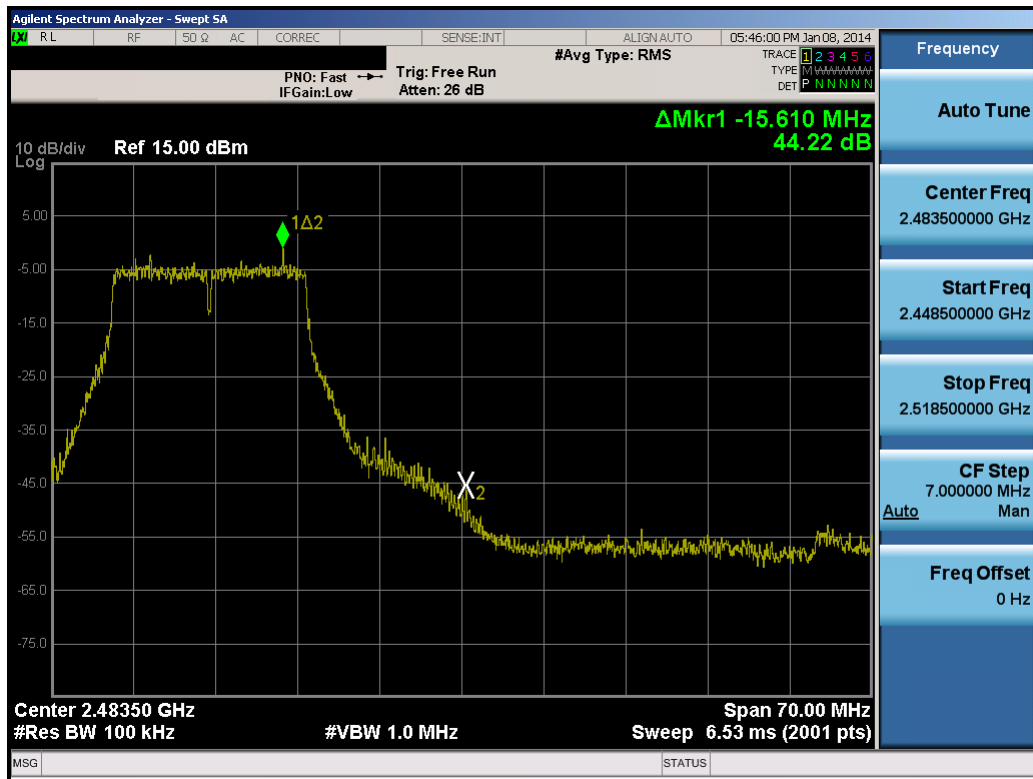 Agilent Spectrum Analyzer - Swept SA
LXI RL RF 50 Ω AC CORREC SENSE:INT ALIGN AUTO 05:46:00 PM Jan 08, 2014
#Avg Type: RMS
TRACE 1 2 3 4 5 6
PNO: Fast Trig: Free Run
TYPE M W W W W W
IFGain:Low Atten: 26 dB
DET P N N N N N
ΔMkr1 -15.610 MHz
44.22 dB
10 dB/div Ref 15.00 dBm
Log
5.00
-5.00
-15.0
-25.0
-35.0
-45.0
-55.0
-65.0
-75.0
1Δ2
X2
Center 2.48350 GHz Span 70.00 MHz
#Res BW 100 kHz #VBW 1.0 MHz Sweep 6.53 ms (2001 pts)
MSG STATUS
Frequency
Auto Tune
Center Freq
2.483500000 GHz
Start Freq
2.448500000 GHz
Stop Freq
2.518500000 GHz
CF Step
7.000000 MHz
Auto Man
Freq Offset
0 Hz